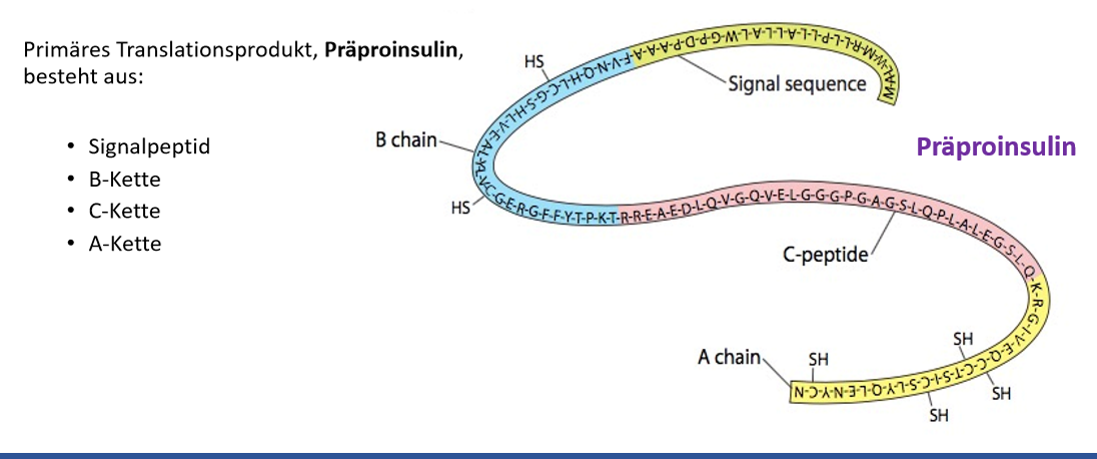 Primäres Translationsprodukt, Präproinsulin,
besteht aus:
• Signalpeptid
• B-Kette
• C-Kette
• A-Kette
Präproinsulin
Signal sequence
HS
B chain
HS
F-V-N-Q-H-L-C-G-S-H-L-V-E-A-L-Y-L-V-C-G-E-R-G-F-F-Y-T-P-K-T-
R-R-E-A-E-D-L-Q-V-G-Q-V-E-L-G-G-G-P-G-A-G-S-L-Q-P-L-A-L-E-G-S-L-Q-
C-peptide
K-R-G-I-V-E-Q-C-C-T-S-I-C-S-L-Y-Q-L-E-N-Y-C-N
A chain
SH
SH
SH
SH